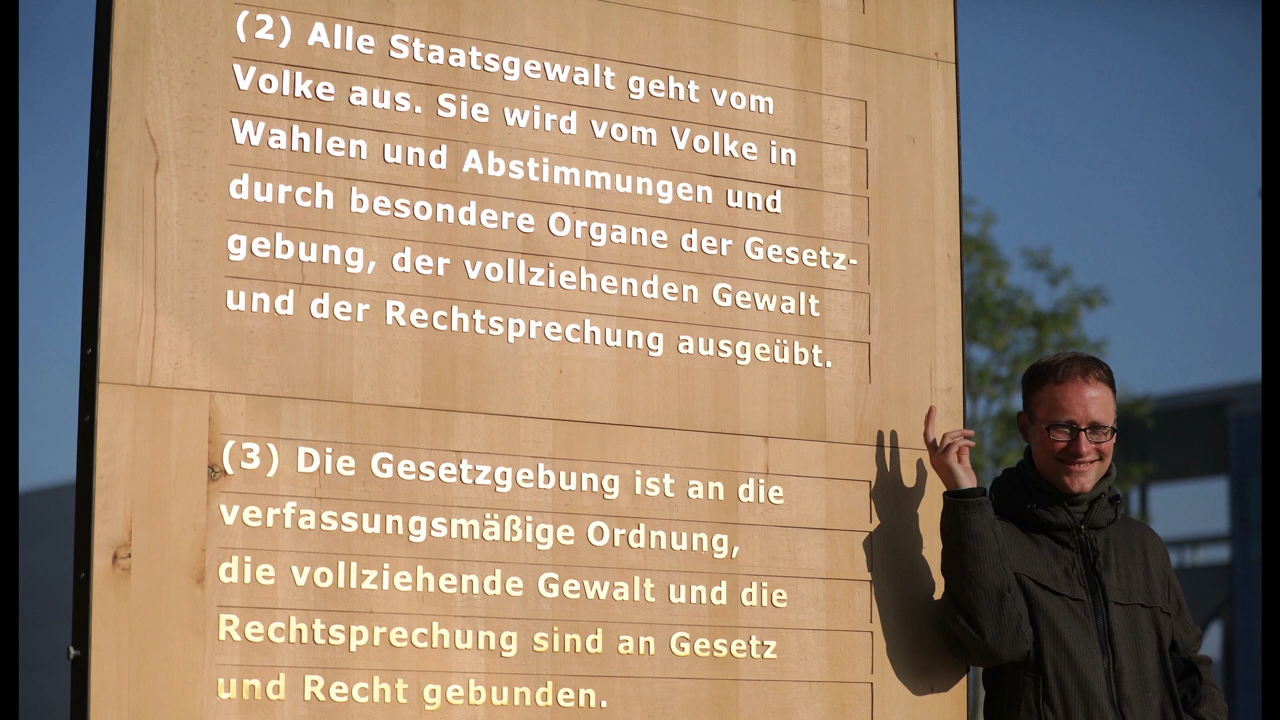 (2) Alle Staatsgewalt geht vom
Volke aus. Sie wird vom Volke in
Wahlen und Abstimmungen und
durch besondere Organe der Gesetz-
gebung, der vollziehenden Gewalt
und der Rechtsprechung ausgeübt.
(3) Die Gesetzgebung ist an die
verfassungsmäßige Ordnung,
die vollziehende Gewalt und die
Rechtsprechung sind an Gesetz
und Recht gebunden.